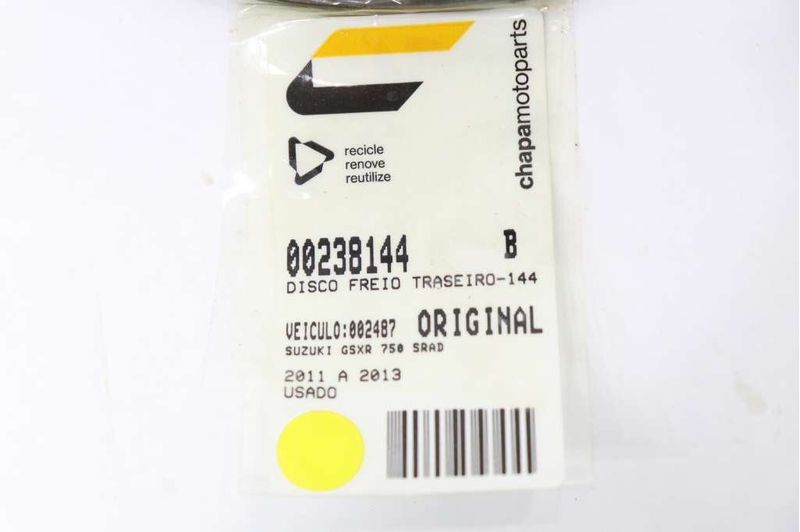 chapamotoparts
recicle
renove
reutilize
00238144 B
DISCO FREIO TRASEIRO-144
VEICULO:002487 ORIGINAL
SUZUKI GSXR 750 SRAD
2011 A 2013
USADO